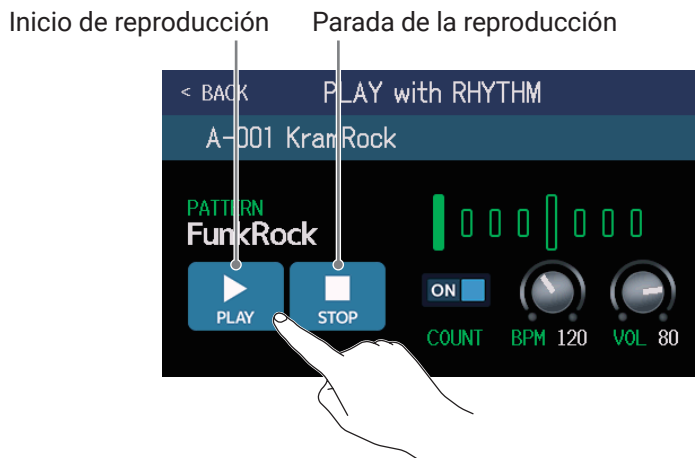 Inicio de reproducción Parada de la reproducción
< BACK PLAY with RHYTHM
A-001 KramRock
PATTERN
FunkRock
PLAY STOP ON
COUNT BPM 120 VOL 80